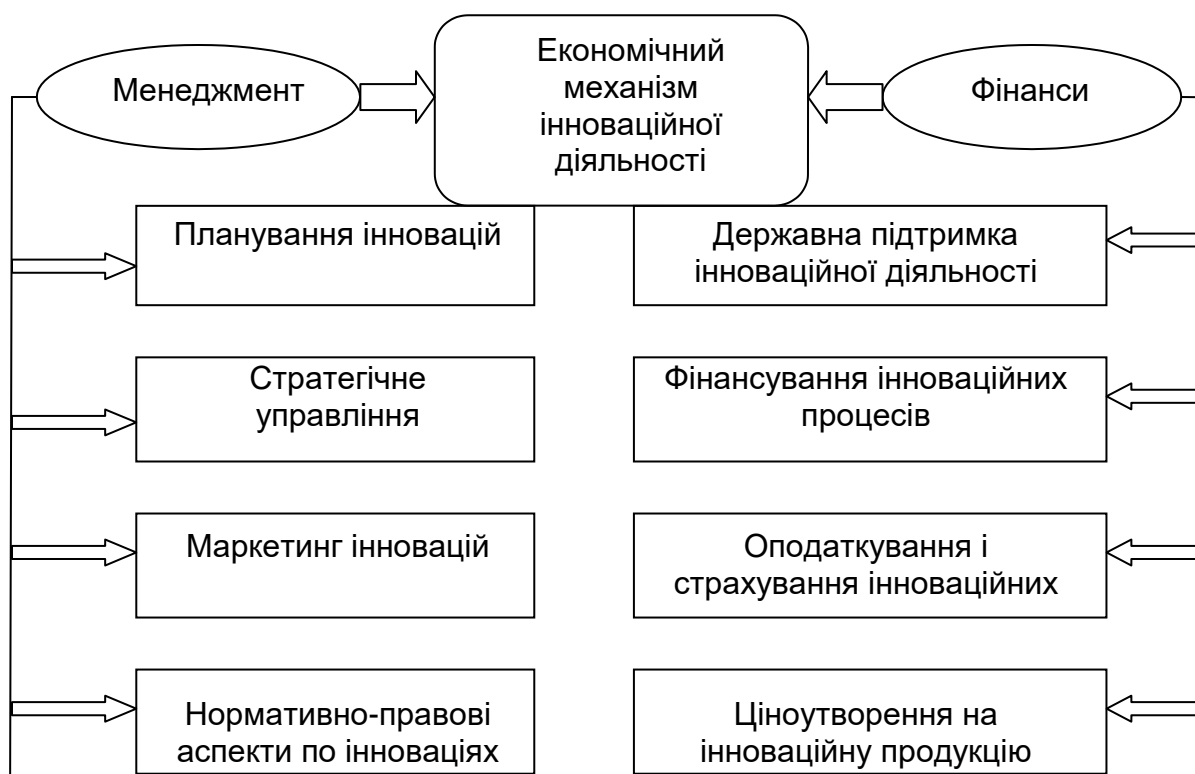 Менеджмент
Економічний
механізм
інноваційної
діяльності
Фінанси
Планування інновацій
Державна підтримка
інноваційної діяльності
Стратегічне
управління
Фінансування інноваційних
процесів
Маркетинг інновацій
Оподаткування і
страхування інноваційних
Нормативно-правові
аспекти по інноваціях
Ціноутворення на
інноваційну продукцію